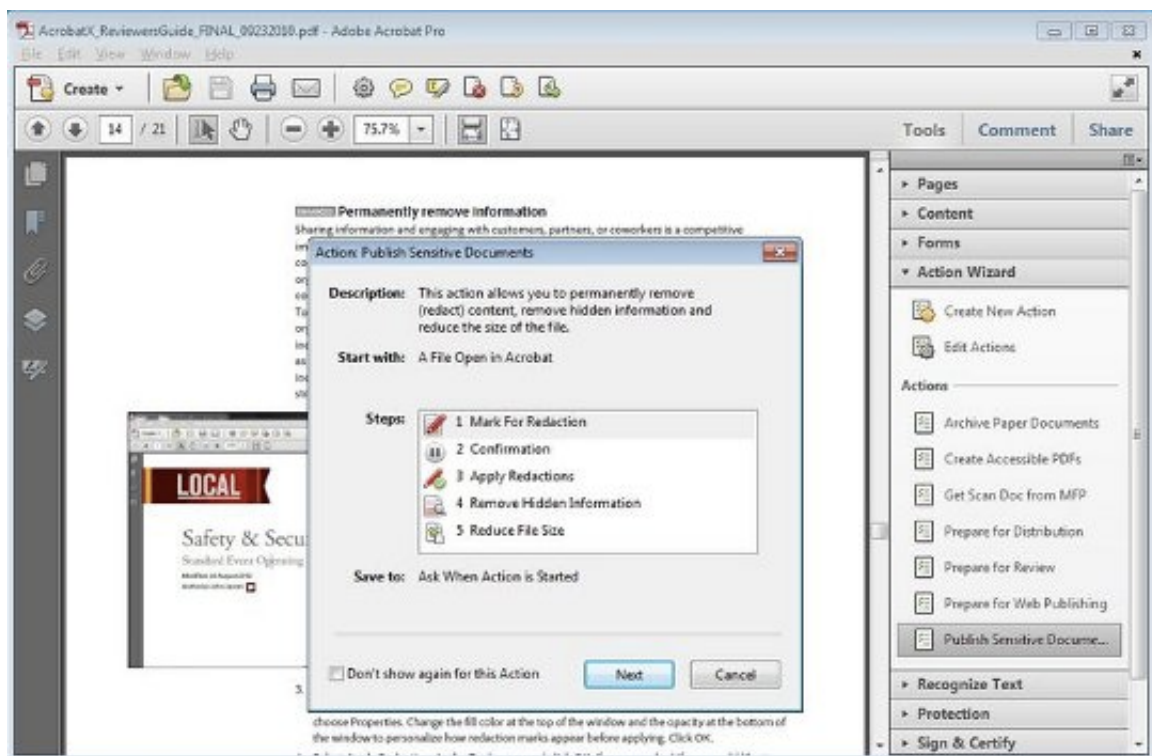 AcrobatX_ReviewersGuide_FINAL_09232010.pdf - Adobe Acrobat Pro
File Edit View Window Help
Create
14 / 21 75.7% Tools Comment Share
Permanently remove information
Sharing information and engaging with customers, partners, or coworkers is a competitive
Action: Publish Sensitive Documents
Description: This action allows you to permanently remove
(redact) content, remove hidden information and
reduce the size of the file.
Start with: A File Open in Acrobat
Steps: 1 Mark For Redaction
2 Confirmation
3 Apply Redactions
4 Remove Hidden Information
5 Reduce File Size
Save to: Ask When Action is Started
Don't show again for this Action Next Cancel
LOCAL
Safety & Secu
Standard Event Operating
3.
choose Properties. Change the fill color at the top of the window and the opacity at the bottom of
the window to personalize how redaction marks appear before applying. Click OK.
Pages
Content
Forms
Action Wizard
Create New Action
Edit Actions
Actions
Archive Paper Documents
Create Accessible PDFs
Get Scan Doc from MFP
Prepare for Distribution
Prepare for Review
Prepare for Web Publishing
Publish Sensitive Docume...
Recognize Text
Protection
Sign & Certify